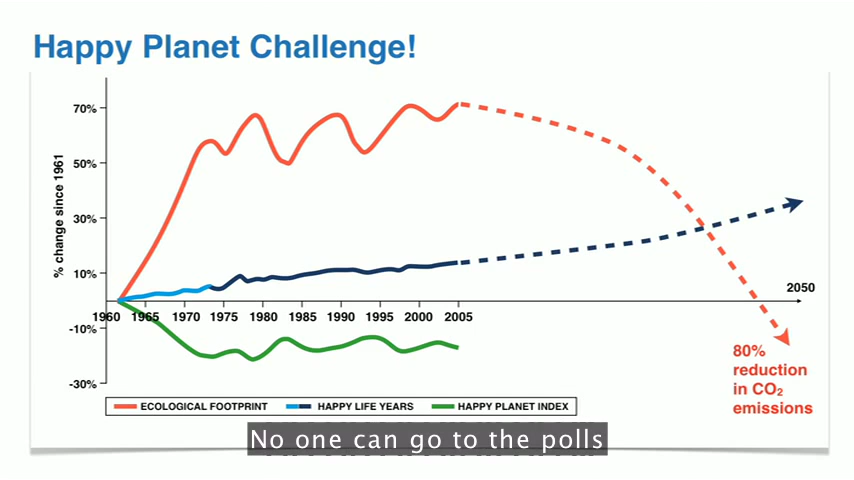 Happy Planet Challenge!
70%
50%
30%
10%
-10%
-30%
% change since 1961
2050
1960 1965 1970 1975 1980 1985 1990 1995 2000 2005
80%
reduction
in CO₂
emissions
ECOLOGICAL FOOTPRINT HAPPY LIFE YEARS HAPPY PLANET INDEX
No one can go to the polls